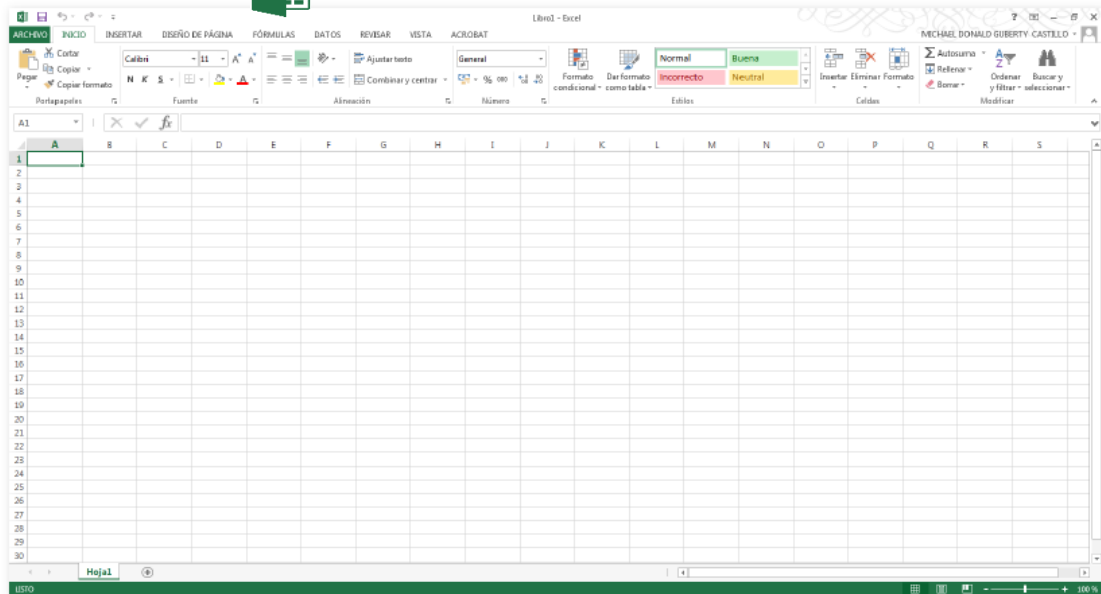 Libro1 - Excel
ARCHIVO INICIO INSERTAR DISEÑO DE PÁGINA FÓRMULAS DATOS REVISAR VISTA ACROBAT MICHAEL DONALD GUBERTY CASTILLO
Pegar
Cortar
Copiar
Copiar formato
Portapapeles
Calibri 11
N K S
Fuente
Ajustar texto
Combinar y centrar
Alineación
General
% 000
Número
Formato condicional
Dar formato como tabla
Normal Buena
Incorrecto Neutral
Estilos
Insertar Eliminar Formato
Celdas
Autosuma
Rellenar
Borrar
Ordenar y filtrar
Buscar y seleccionar
Modificar
A1 fx
A B C D E F G H I J K L M N O P Q R S
1
2
3
4
5
6
7
8
9
10
11
12
13
14
15
16
17
18
19
20
21
22
23
24
25
26
27
28
29
30
Hoja1
LISTO 100 %